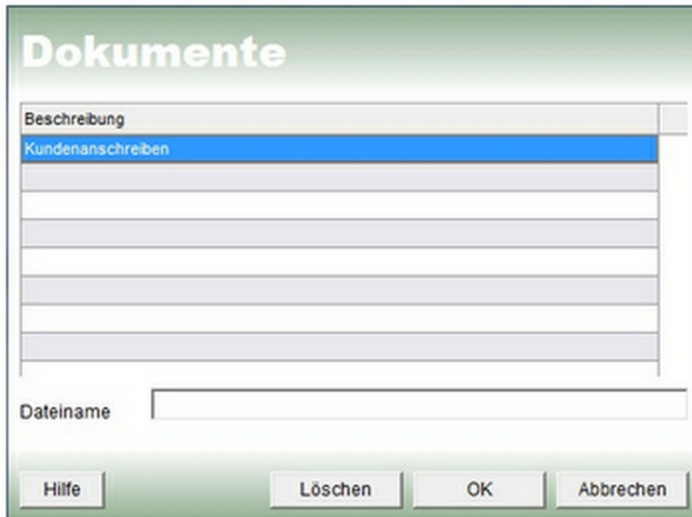 Dokumente
Beschreibung
Kundenanschreiben
Dateiname
Hilfe Löschen OK Abbrechen